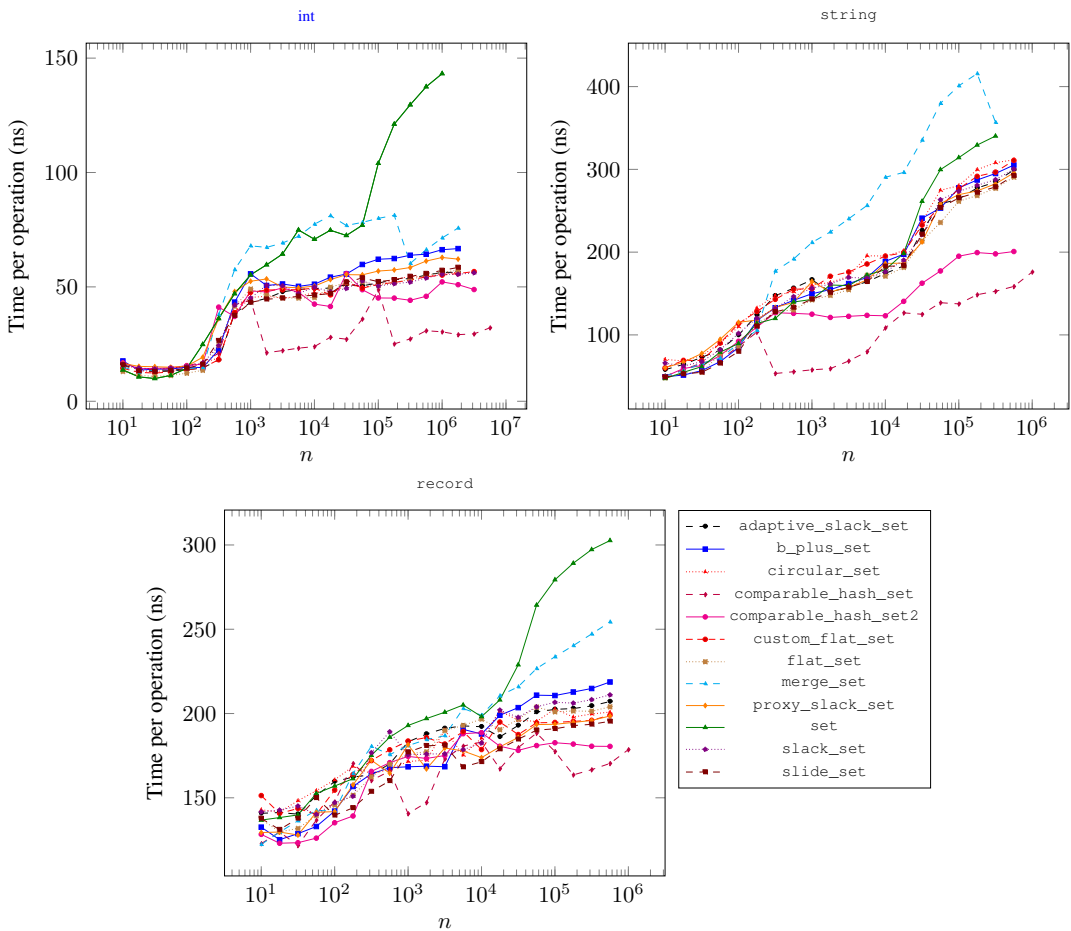 int
150
100
50
0
Time per operation (ns)
10^1 10^2 10^3 10^4 10^5 10^6 10^7
n
string
400
300
200
100
Time per operation (ns)
10^1 10^2 10^3 10^4 10^5 10^6
n
record
300
250
200
150
Time per operation (ns)
10^1 10^2 10^3 10^4 10^5 10^6
n
adaptive_slack_set
b_plus_set
circular_set
comparable_hash_set
comparable_hash_set2
custom_flat_set
flat_set
merge_set
proxy_slack_set
set
slack_set
slide_set